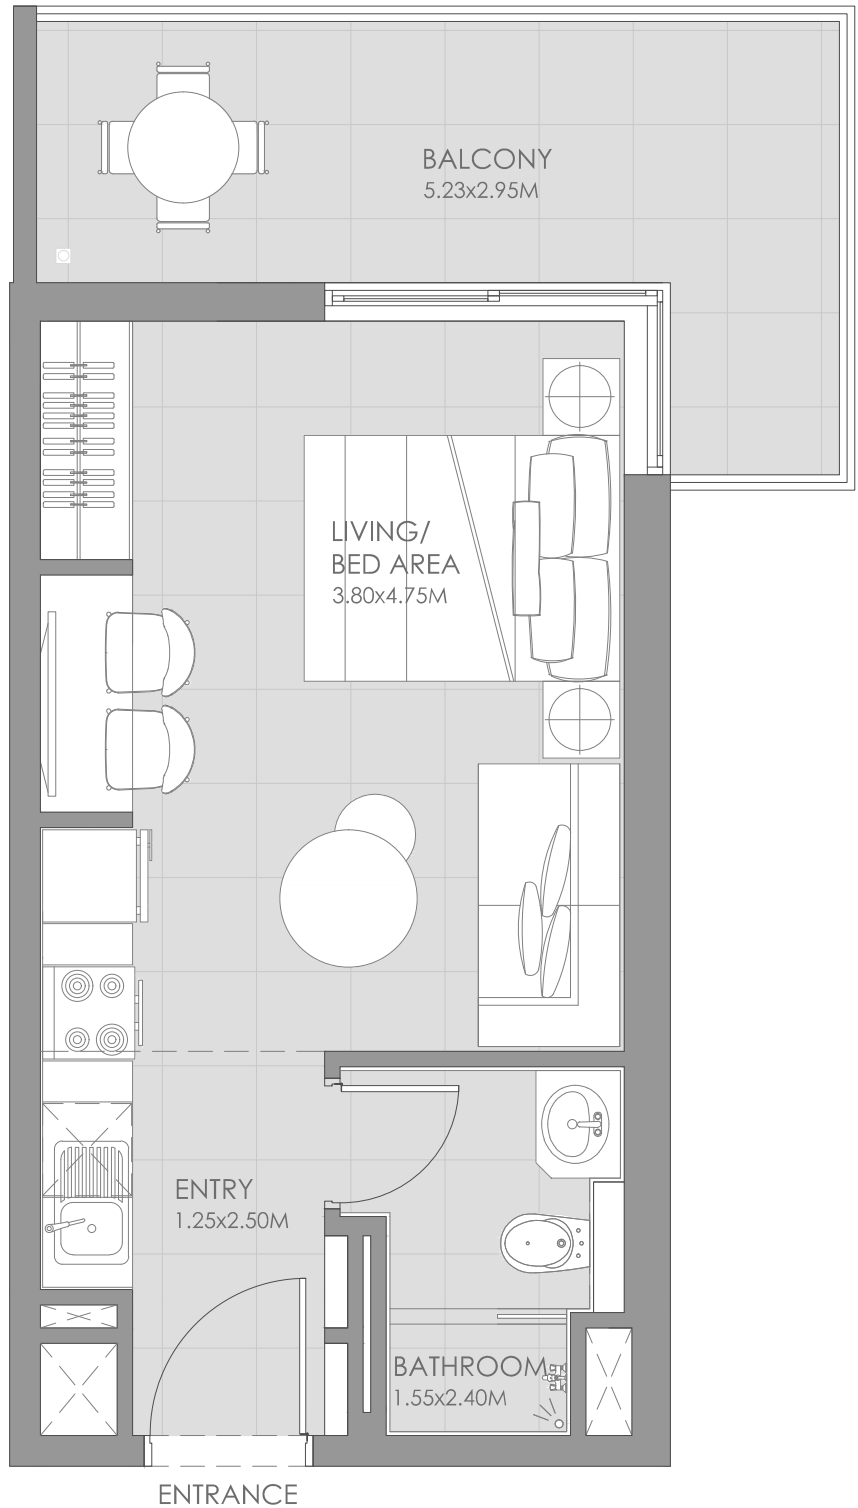 BALCONY
5.23x2.95M
LIVING/
BED AREA
3.80x4.75M
ENTRY
1.25x2.50M
BATHROOM
1.55x2.40M
ENTRANCE